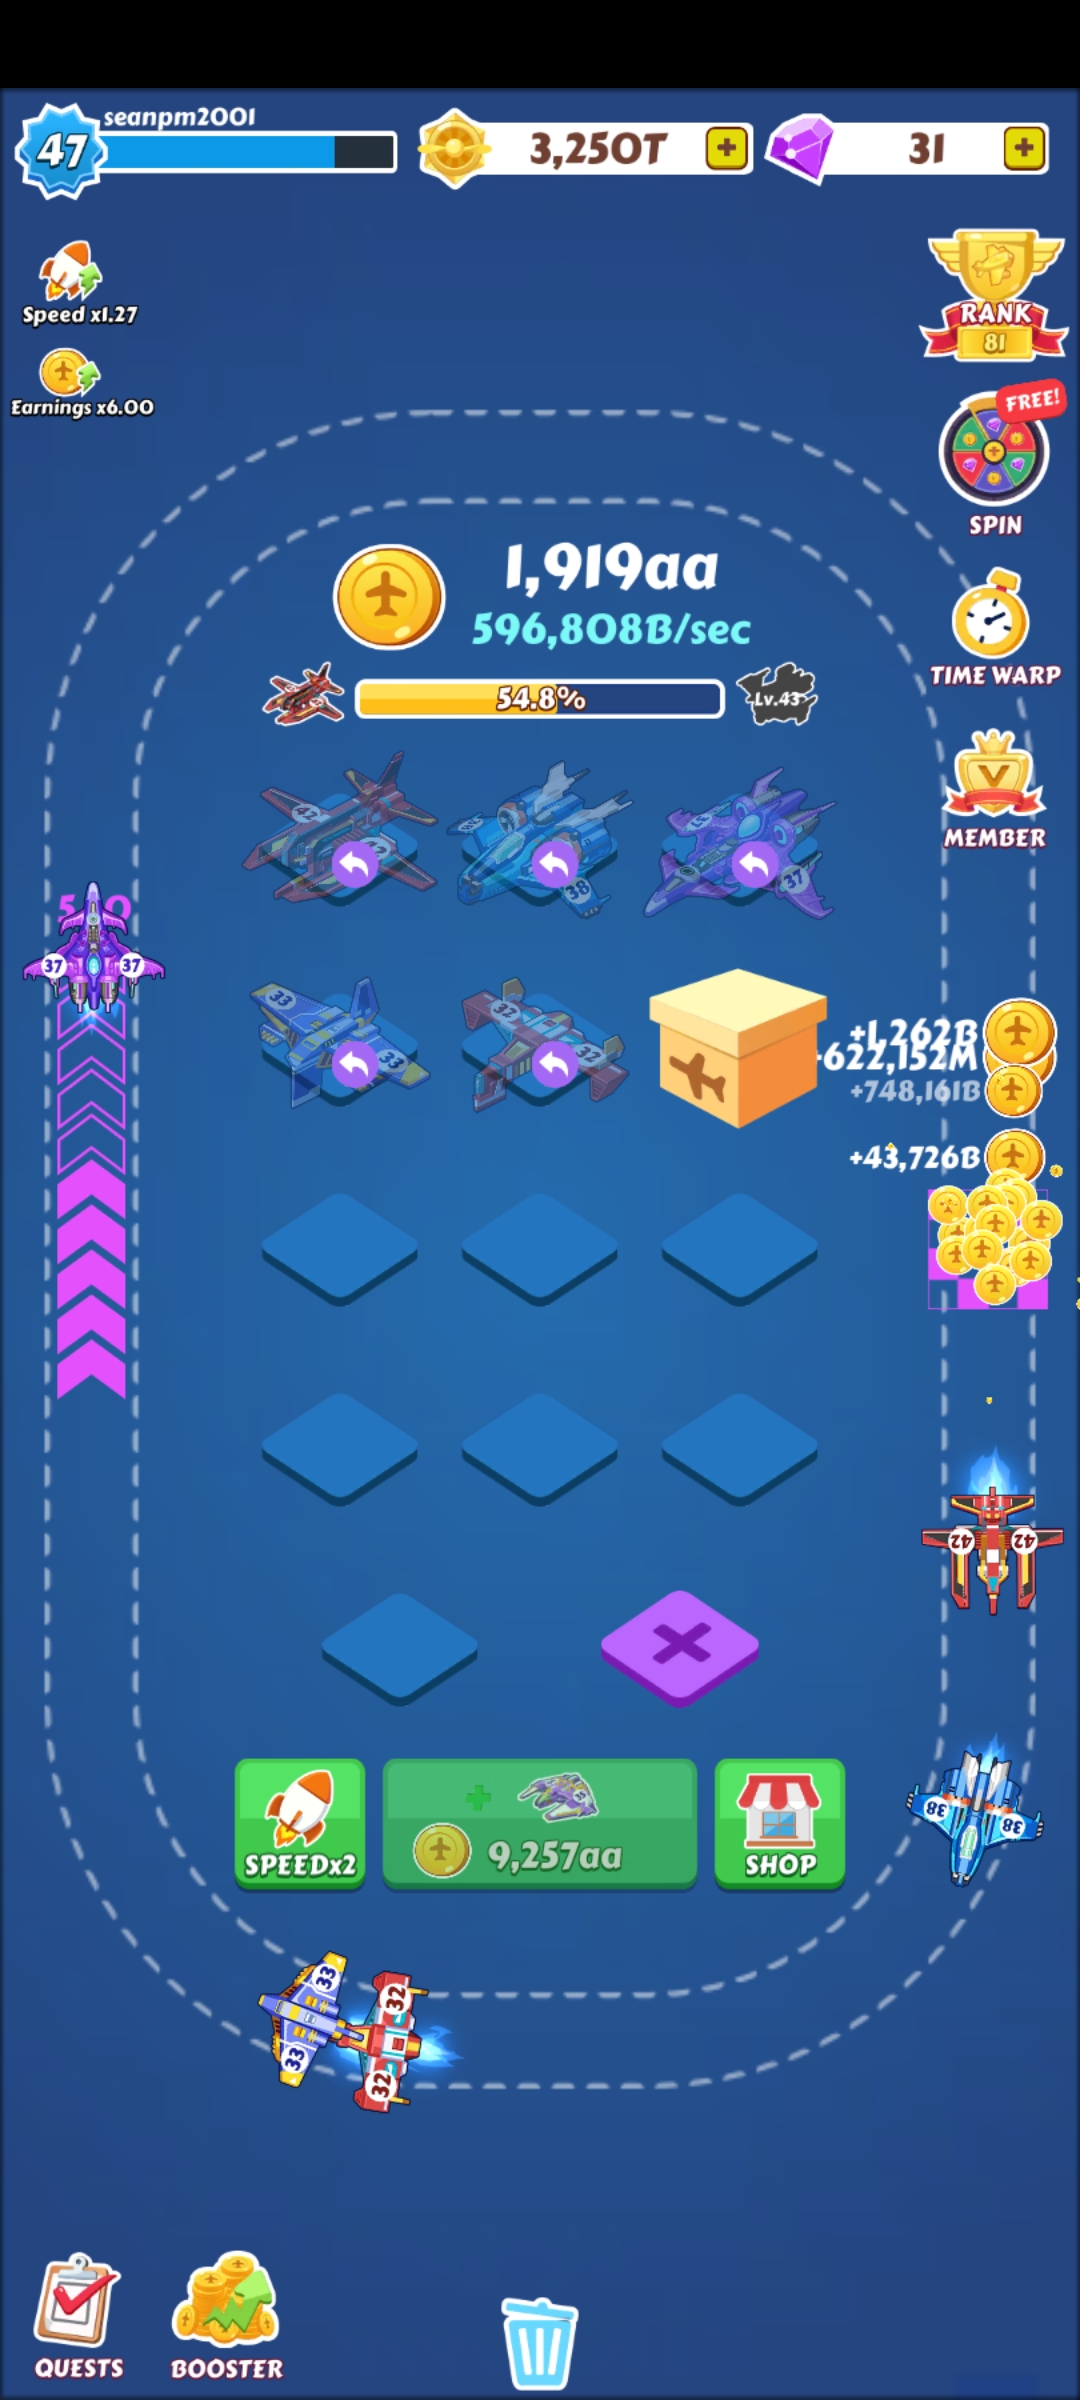 seanpm2001
47
3,250T
31
Speed x1.27
Earnings x6.00
RANK
81
FREE!
SPIN
1,919aa
596,808B/sec
TIME WARP
54.8%
Lv.43
MEMBER
42
42
38
38
37
37
37
37
33
33
32
32
+1,262B
622,152M
+748,161B
+43,726B
42
42
38
38
SPEEDx2
9,257aa
SHOP
33
33
32
32
QUESTS
BOOSTER